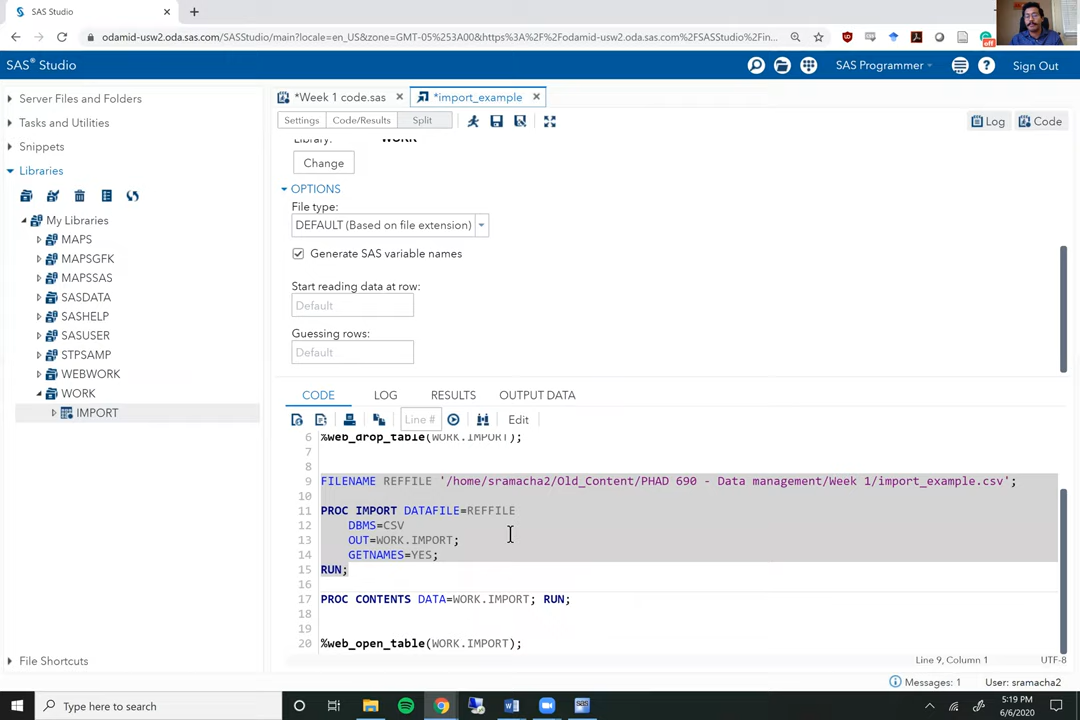 SAS Studio
odamid-usw2.oda.sas.com/SASStudio/main?locale=en_US&zone=GMT-05%253A00&https%3A%2F%2Fodamid-usw2.oda.sas.com%2FSASStudio%2Fin...
off
SAS® Studio
SAS Programmer
Sign Out
Server Files and Folders
Tasks and Utilities
Snippets
Libraries
My Libraries
MAPS
MAPSGFK
MAPSSAS
SASDATA
SASHELP
SASUSER
STPSAMP
WEBWORK
WORK
IMPORT
File Shortcuts
*Week 1 code.sas
*import_example
Settings
Code/Results
Split
Log
Code
Library: WORK
Change
OPTIONS
File type:
DEFAULT (Based on file extension)
Generate SAS variable names
Start reading data at row:
Default
Guessing rows:
Default
CODE
LOG
RESULTS
OUTPUT DATA
Line #
Edit
6 %web_drop_table(WORK.IMPORT);
7
8
9 FILENAME REFFILE '/home/sramacha2/Old_Content/PHAD 690 - Data management/Week 1/import_example.csv';
10
11 PROC IMPORT DATAFILE=REFFILE
12 DBMS=CSV
13 OUT=WORK.IMPORT;
14 GETNAMES=YES;
15 RUN;
16
17 PROC CONTENTS DATA=WORK.IMPORT; RUN;
18
19
20 %web_open_table(WORK.IMPORT);
Line 9, Column 1
UTF-8
Messages: 1
User: sramacha2
Type here to search
5:19 PM
6/6/2020